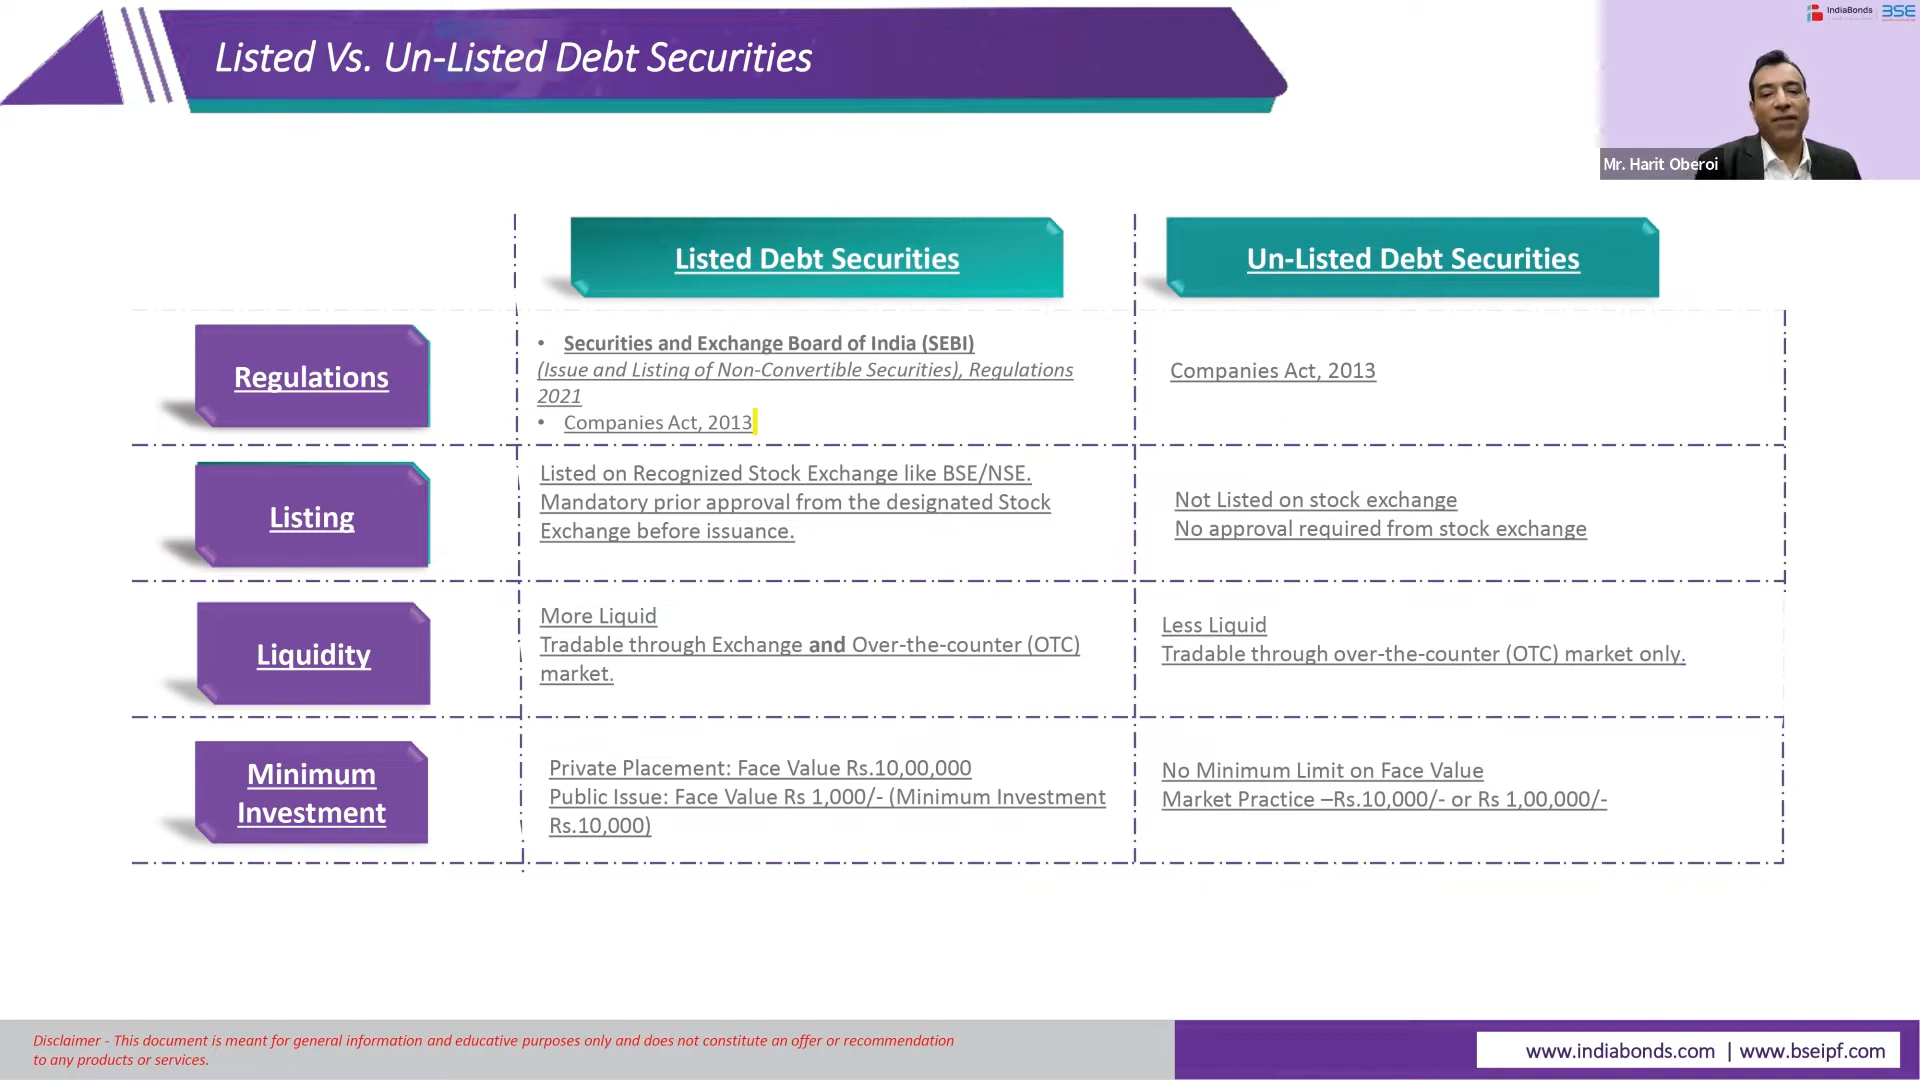 Listed Vs. Un-Listed Debt Securities
IndiaBonds
BSE
Mr. Harit Oberoi
Listed Debt Securities
Un-Listed Debt Securities
Regulations
• Securities and Exchange Board of India (SEBI)
(Issue and Listing of Non-Convertible Securities), Regulations
2021
• Companies Act, 2013
Companies Act, 2013
Listing
Listed on Recognized Stock Exchange like BSE/NSE.
Mandatory prior approval from the designated Stock
Exchange before issuance.
Not Listed on stock exchange
No approval required from stock exchange
Liquidity
More Liquid
Tradable through Exchange and Over-the-counter (OTC)
market.
Less Liquid
Tradable through over-the-counter (OTC) market only.
Minimum
Investment
Private Placement: Face Value Rs.10,00,000
Public Issue: Face Value Rs 1,000/- (Minimum Investment
Rs.10,000)
No Minimum Limit on Face Value
Market Practice –Rs.10,000/- or Rs 1,00,000/-
Disclaimer - This document is meant for general information and educative purposes only and does not constitute an offer or recommendation
to any products or services.
www.indiabonds.com | www.bseipf.com